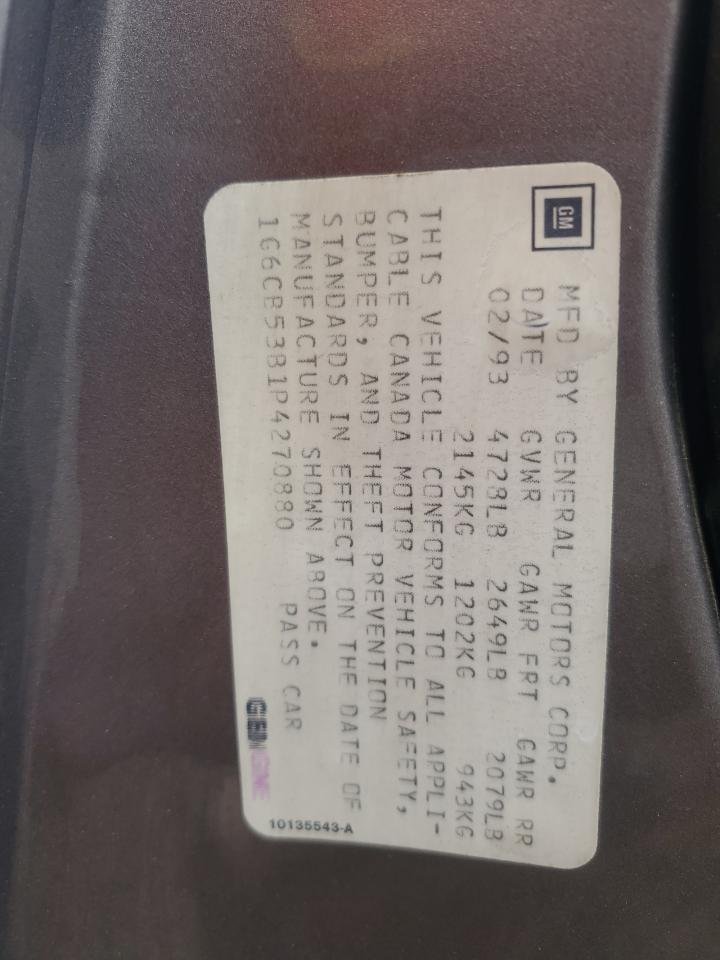 GM
MFD BY GENERAL MOTORS CORP.
DATE GVWR GAWR FRT GAWR RR
02/93 4728LB 2649LB 2079LB
2145KG 1202KG 943KG
THIS VEHICLE CONFORMS TO ALL APPLI-
CABLE CANADA MOTOR VEHICLE SAFETY,
BUMPER, AND THEFT PREVENTION
STANDARDS IN EFFECT ON THE DATE OF
MANUFACTURE SHOWN ABOVE.
1G6CB53B1P4270880 PASS CAR
10135543-A